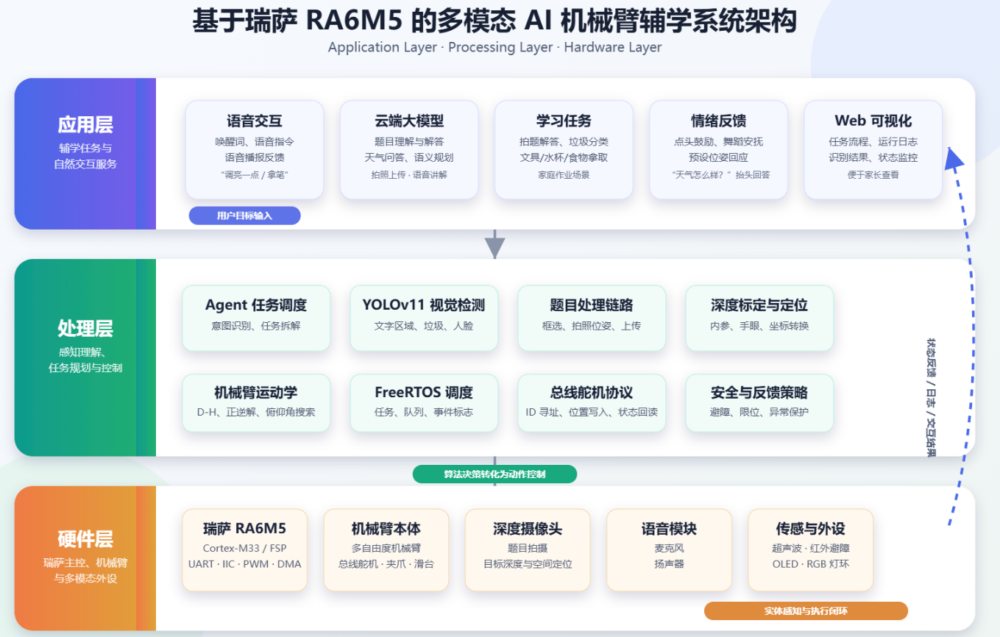 基于瑞萨 RA6M5 的多模态 AI 机械臂辅学系统架构
Application Layer · Processing Layer · Hardware Layer
应用层
辅学任务与
自然交互服务
语音交互
唤醒词、语音指令
语音播报反馈
“调亮一点 / 拿笔”
云端大模型
题目理解与解答
天气问答、语义规划
拍照上传 · 语音讲解
学习任务
拍题解答、垃圾分类
文具/水杯/食物拿取
家庭作业场景
情绪反馈
点头鼓励、舞蹈安抚
预设位姿回应
“天气怎么样？”抬头回答
Web 可视化
任务流程、运行日志
识别结果、状态监控
便于家长查看
用户目标输入
处理层
感知理解、
任务规划与控制
Agent 任务调度
意图识别、任务拆解
YOLOv11 视觉检测
文字区域、垃圾、人脸
题目处理链路
框选、拍照位姿、上传
深度标定与定位
内参、手眼、坐标转换
机械臂运动学
D-H、正逆解、俯仰角搜索
FreeRTOS 调度
任务、队列、事件标志
总线舵机协议
ID 寻址、位置写入、状态回读
安全与反馈策略
避障、限位、异常保护
状态反馈 / 日志 / 交互结果
算法决策转化为动作控制
硬件层
瑞萨主控、机械臂
与多模态外设
瑞萨 RA6M5
Cortex-M33 / FSP
UART · IIC · PWM · DMA
机械臂本体
多自由度机械臂
总线舵机 · 夹爪 · 滑台
深度摄像头
题目拍摄
目标深度与空间定位
语音模块
麦克风
扬声器
传感与外设
超声波 · 红外避障
OLED · RGB 灯环
实体感知与执行闭环